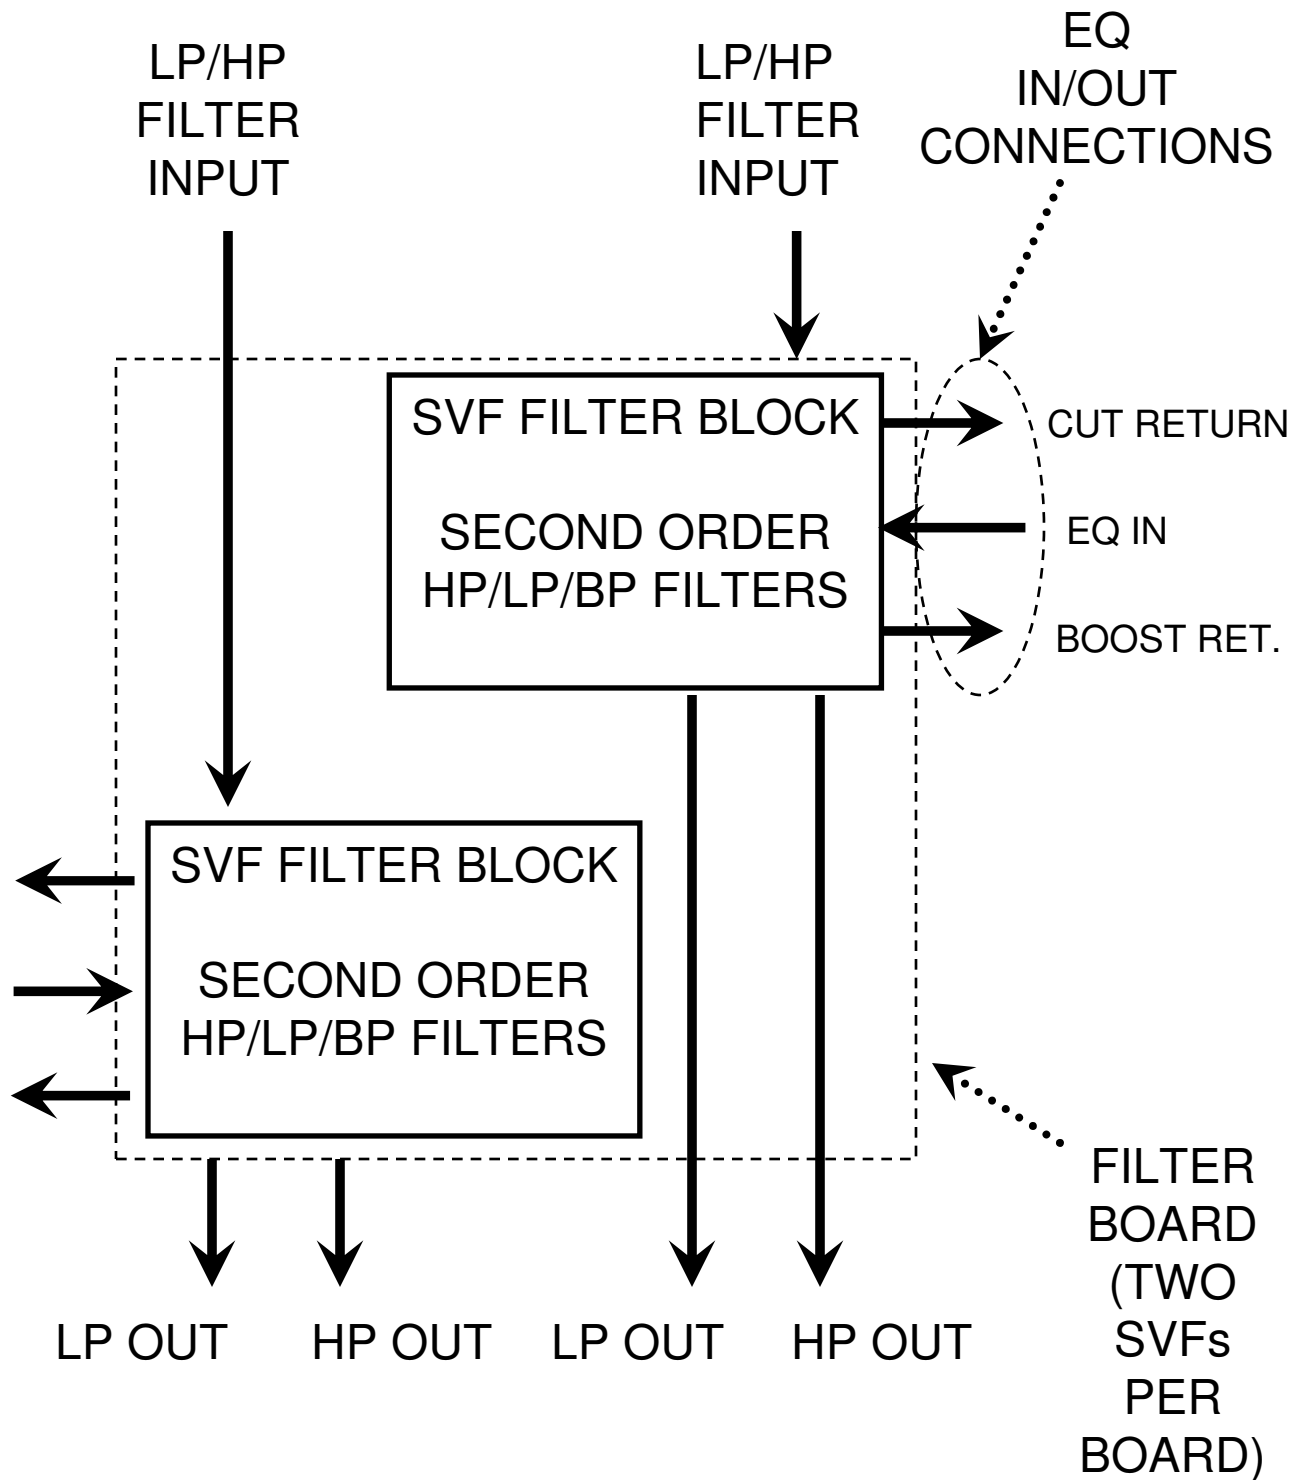 LP/HP
FILTER
INPUT
LP/HP
FILTER
INPUT
EQ
IN/OUT
CONNECTIONS
SVF FILTER BLOCK
SECOND ORDER
HP/LP/BP FILTERS
CUT RETURN
EQ IN
BOOST RET.
SVF FILTER BLOCK
SECOND ORDER
HP/LP/BP FILTERS
LP OUT
HP OUT
LP OUT
HP OUT
FILTER
BOARD
(TWO
SVFs
PER
BOARD)